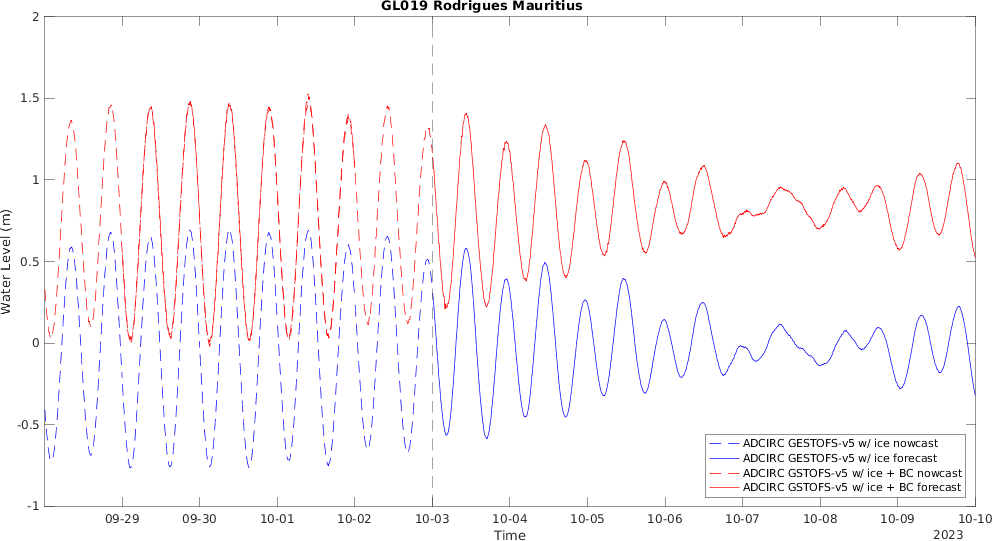 GL019 Rodrigues Mauritius
2
1.5
1
0.5
0
-0.5
-1
Water Level (m)
09-29 09-30 10-01 10-02 10-03 10-04 10-05 10-06 10-07 10-08 10-09 10-10
Time
2023
ADCIRC GESTOFS-v5 w/ ice nowcast
ADCIRC GESTOFS-v5 w/ ice forecast
ADCIRC GSTOFS-v5 w/ ice + BC nowcast
ADCIRC GSTOFS-v5 w/ ice + BC forecast